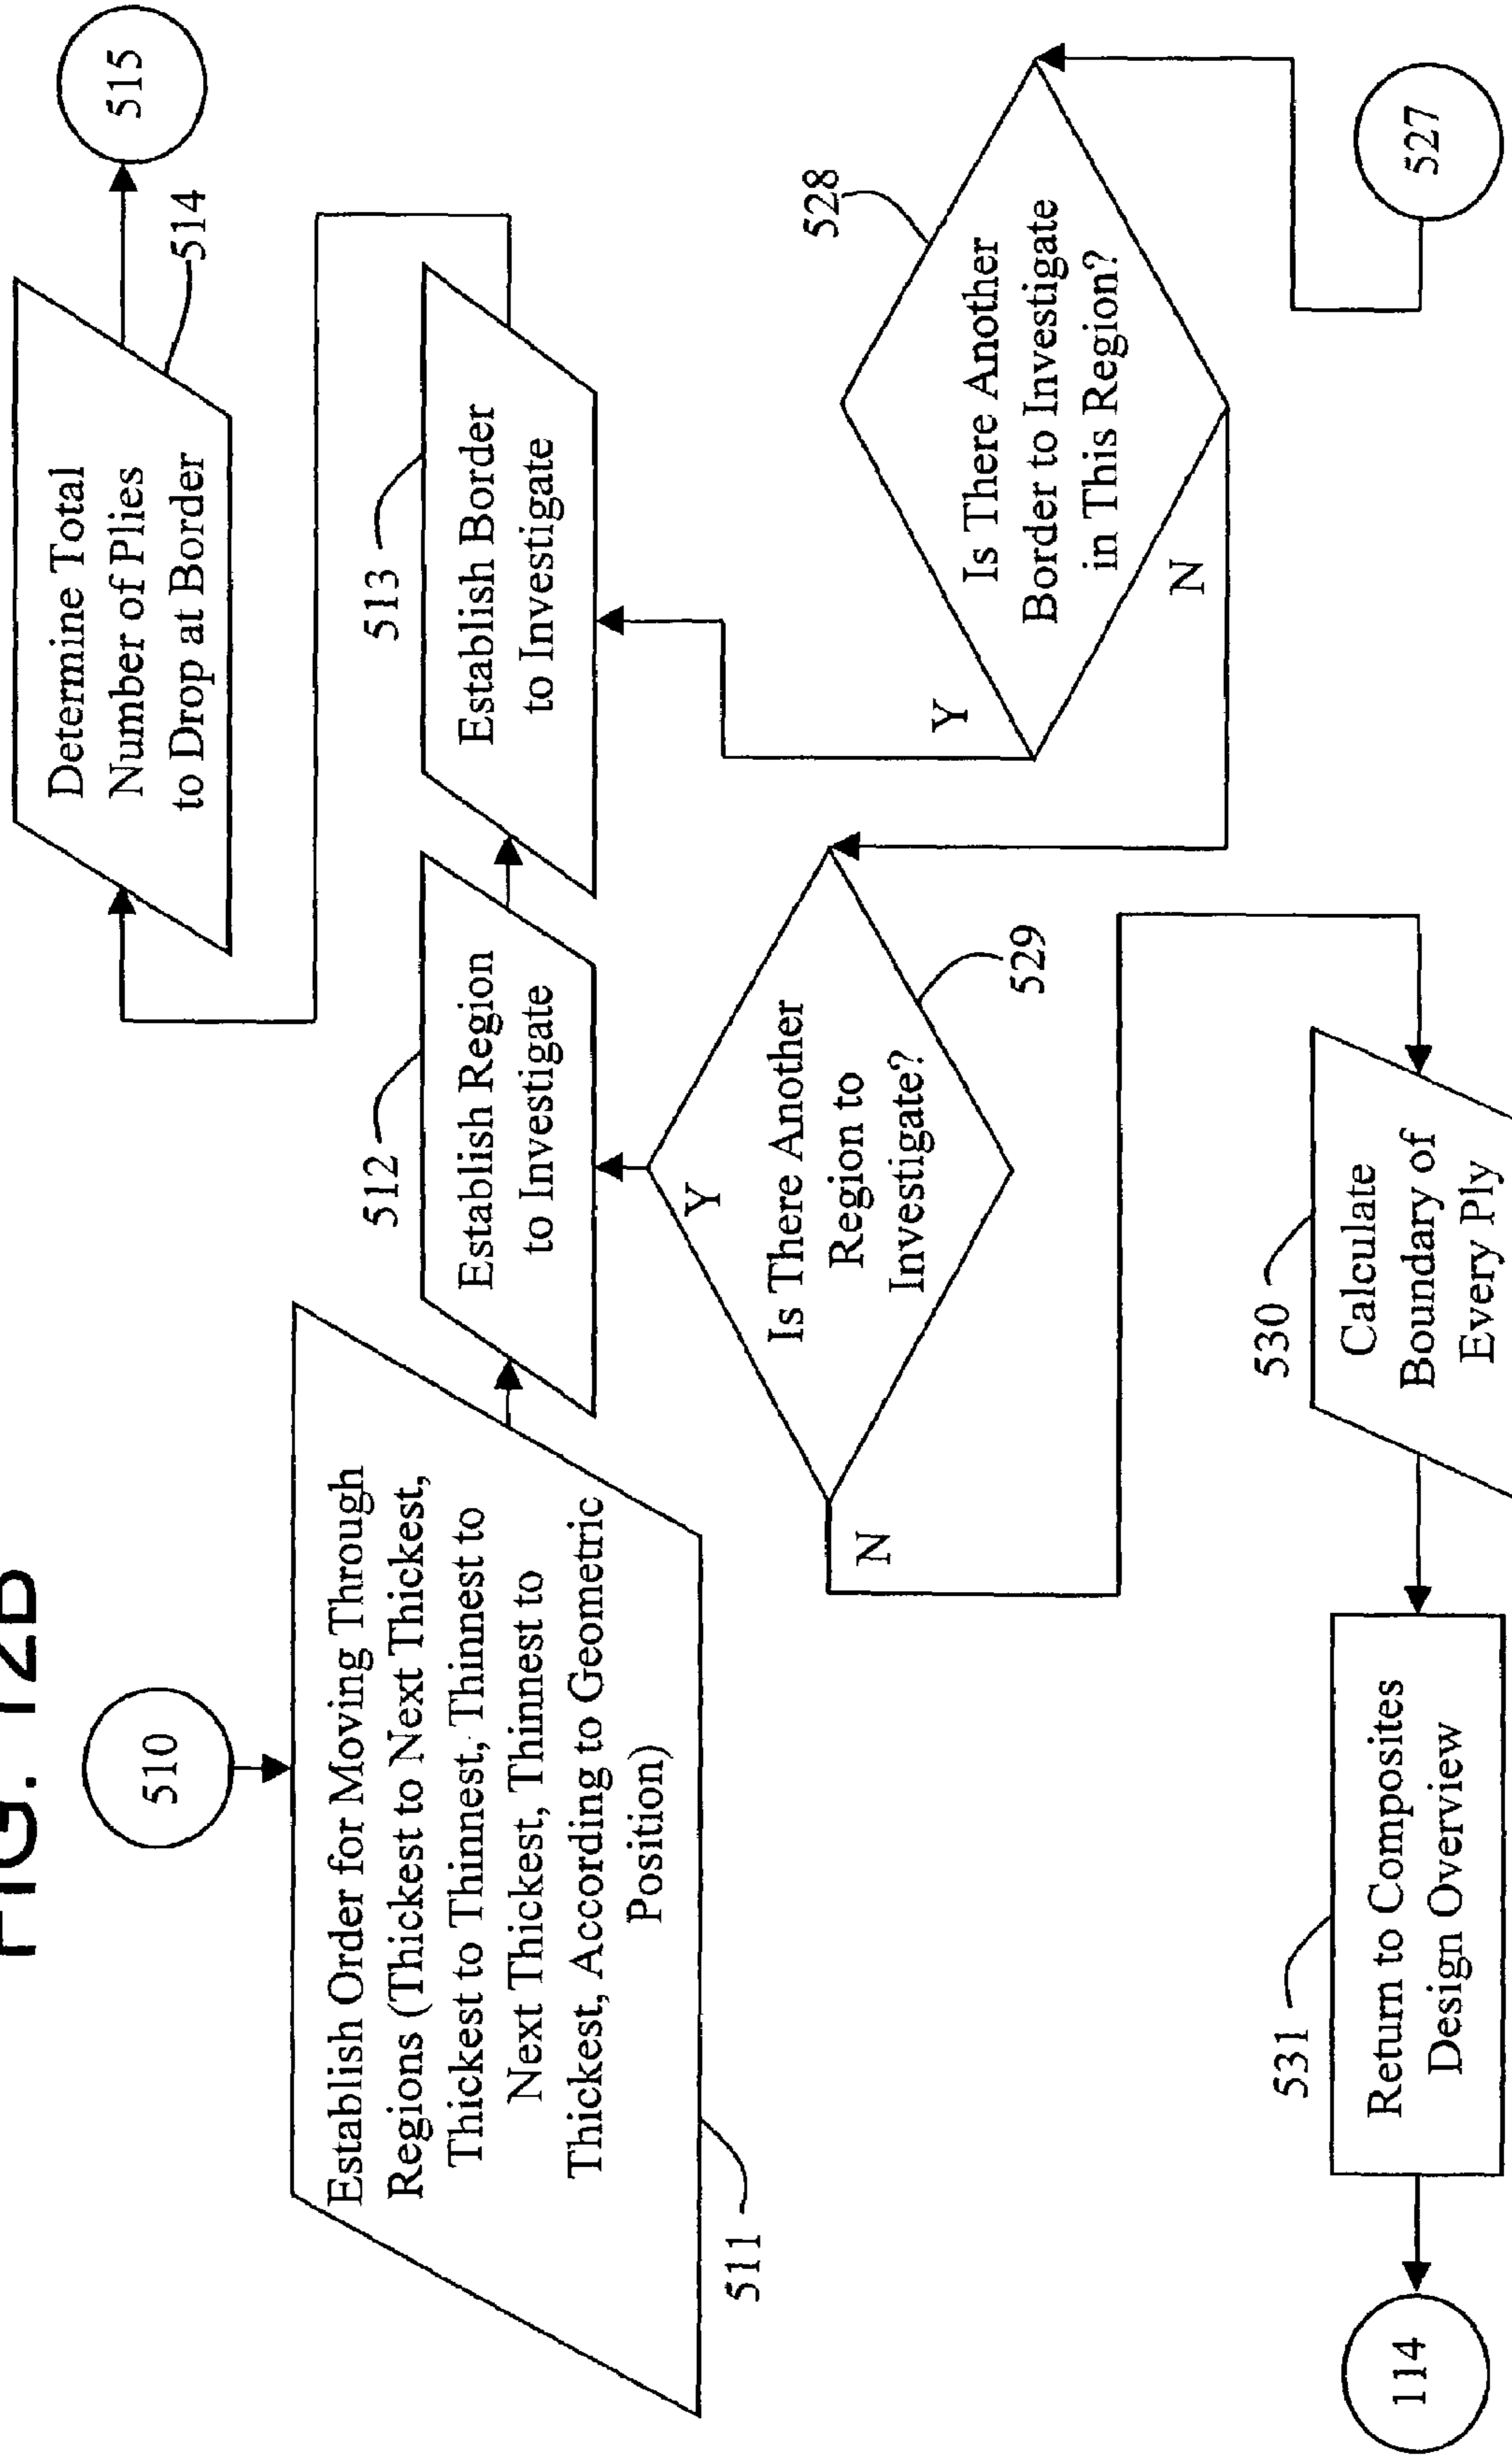 FIG. 12B
510
Establish Order for Moving Through
Regions (Thickest to Next Thickest,
Thickest to Thinnest, Thinnest to
Next Thickest, Thinnest to
Thickest, According to Geometric
Position)
511
512
Establish Region
to Investigate
513
Establish Border
to Investigate
Determine Total
Number of Plies
to Drop at Border
514
515
Is There Another
Region to
Investigate?
Y
N
529
528
Is There Another
Border to Investigate
in This Region?
Y
N
527
530
Calculate
Boundary of
Every Ply
531
Return to Composites
Design Overview
114